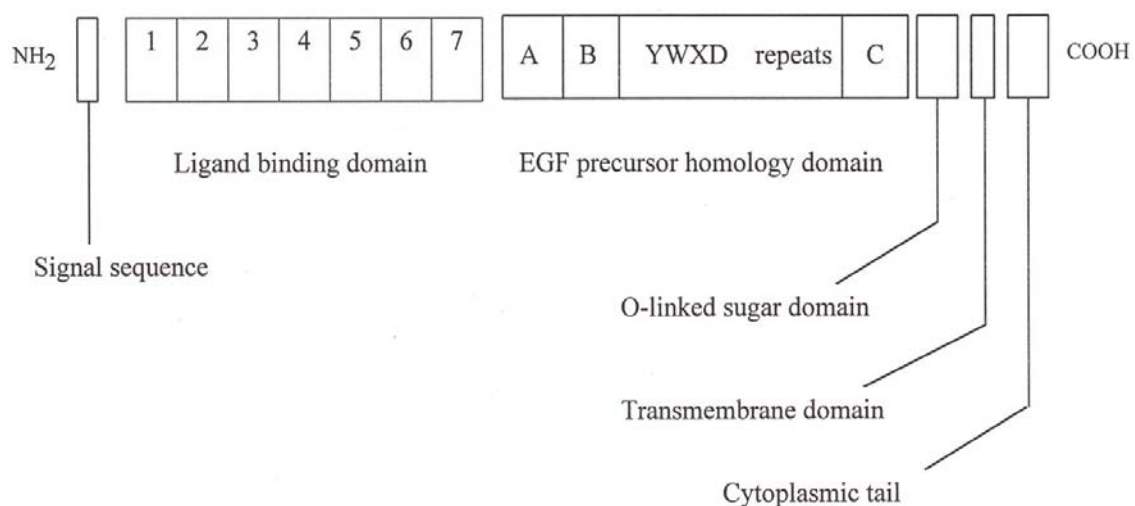 NH2 1 2 3 4 5 6 7 A B YWXD repeats C COOH
Ligand binding domain EGF precursor homology domain
Signal sequence
O-linked sugar domain
Transmembrane domain
Cytoplasmic tail